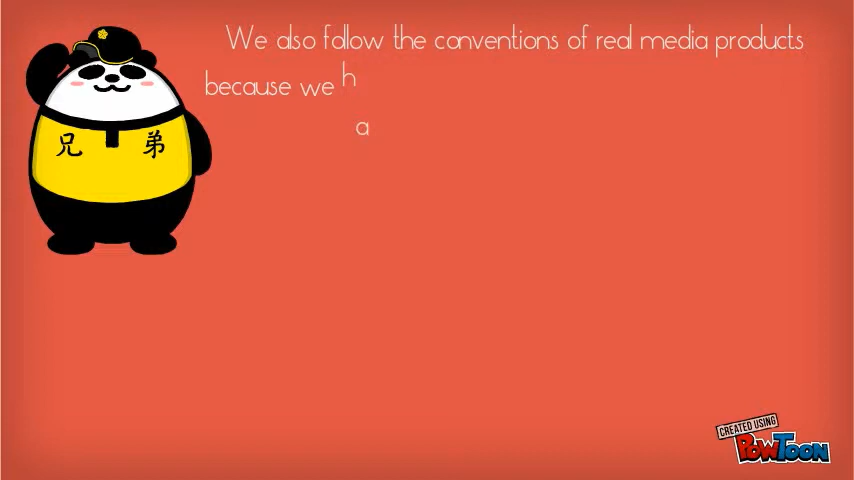 We also follow the conventions of real media products
because we h
a
兄 弟
CREATED USING
POWTOON